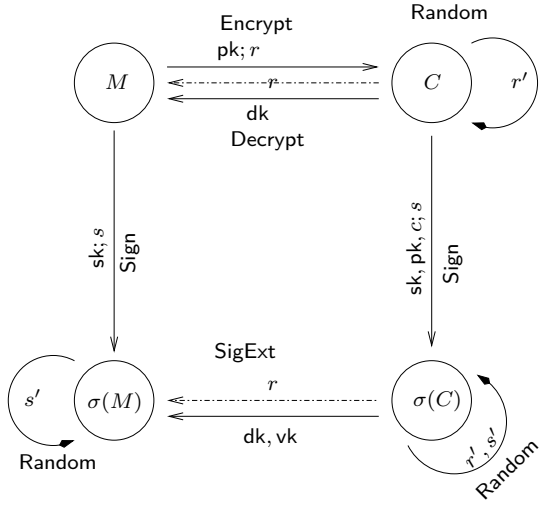 Random
Encrypt
pk; r
M
r
C
r′
dk
Decrypt
sk; s
Sign
sk, pk, c; s
Sign
SigExt
s′
σ(M)
r
σ(C)
dk, vk
r′, s′
Random
Random